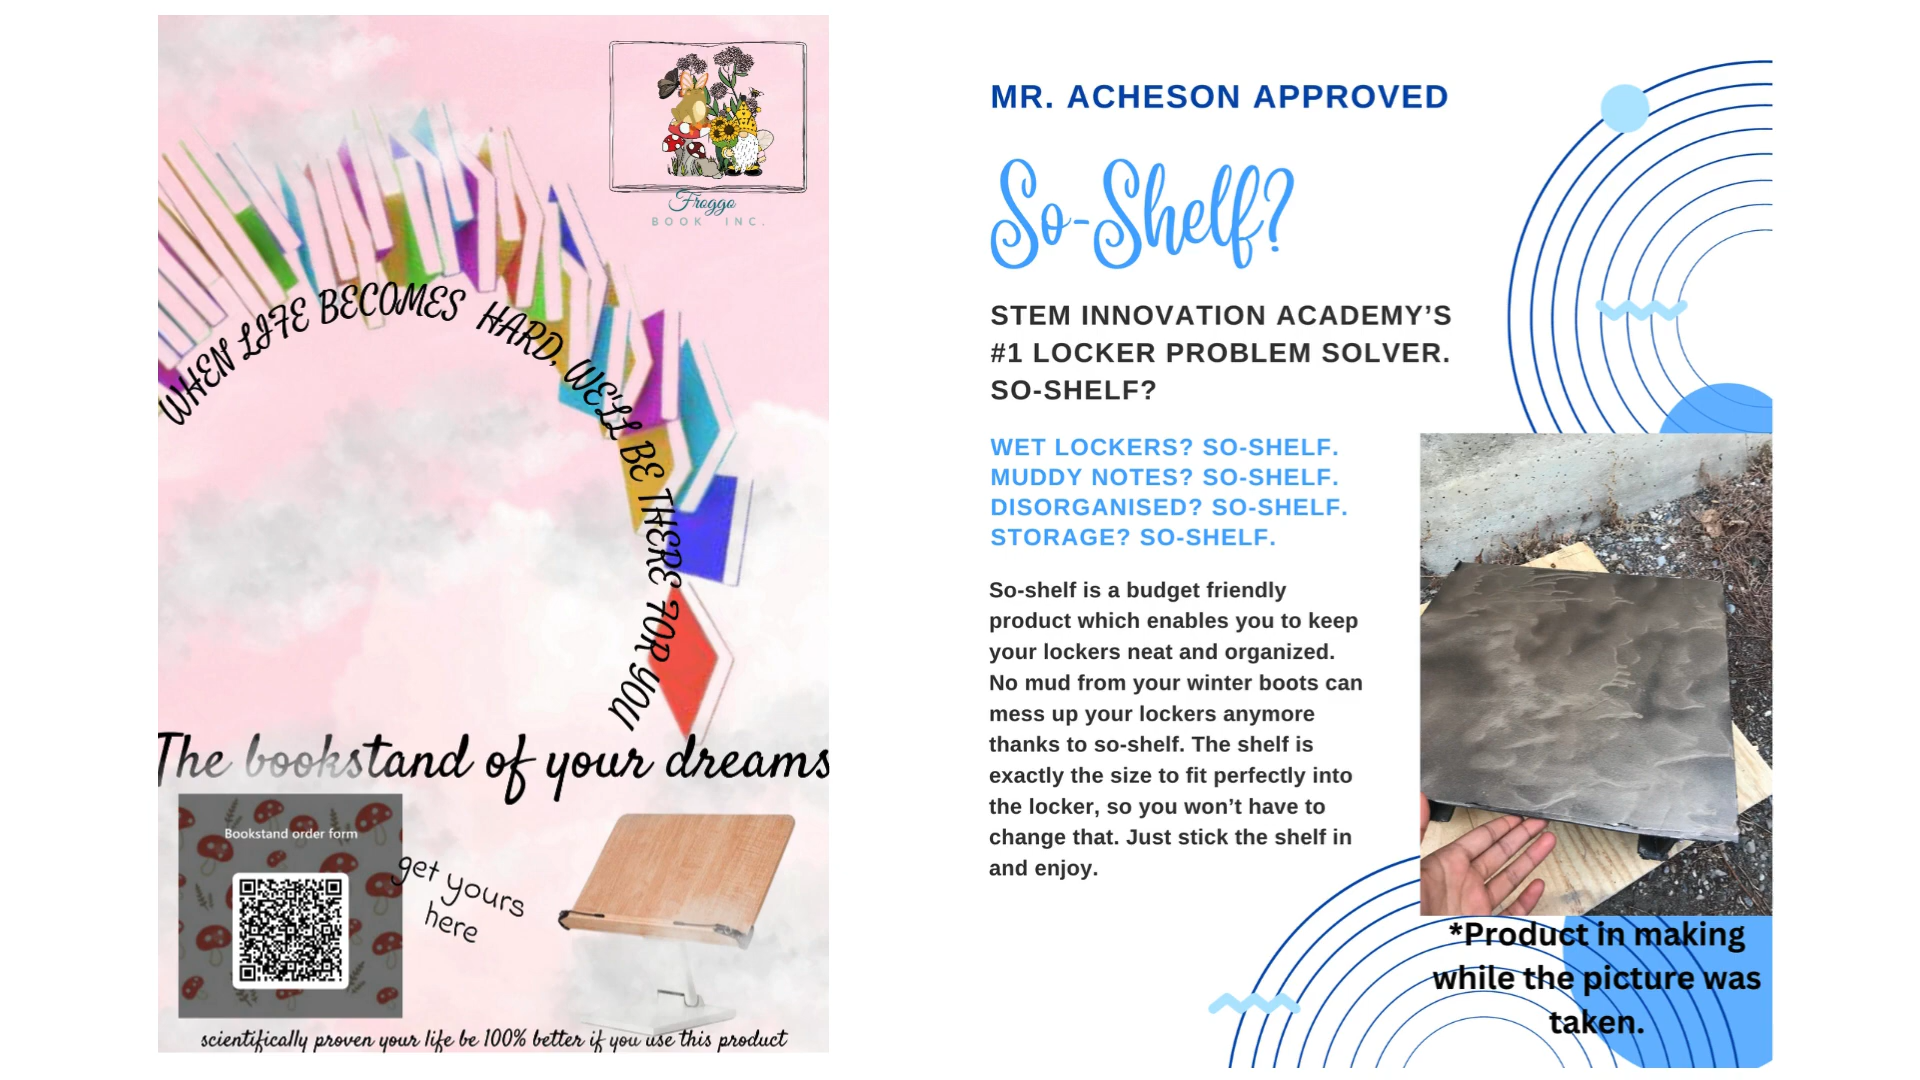 Froggo
BOOK INC.
WHEN LIFE BECOMES HARD, WE'LL BE THERE FOR YOU
The bookstand of your dreams
Bookstand order form
get yours
here
scientifically proven your life be 100% better if you use this product
MR. ACHESON APPROVED
So-Shelf?
STEM INNOVATION ACADEMY’S
#1 LOCKER PROBLEM SOLVER.
SO-SHELF?
WET LOCKERS? SO-SHELF.
MUDDY NOTES? SO-SHELF.
DISORGANISED? SO-SHELF.
STORAGE? SO-SHELF.
So-shelf is a budget friendly
product which enables you to keep
your lockers neat and organized.
No mud from your winter boots can
mess up your lockers anymore
thanks to so-shelf. The shelf is
exactly the size to fit perfectly into
the locker, so you won’t have to
change that. Just stick the shelf in
and enjoy.
*Product in making
while the picture was
taken.